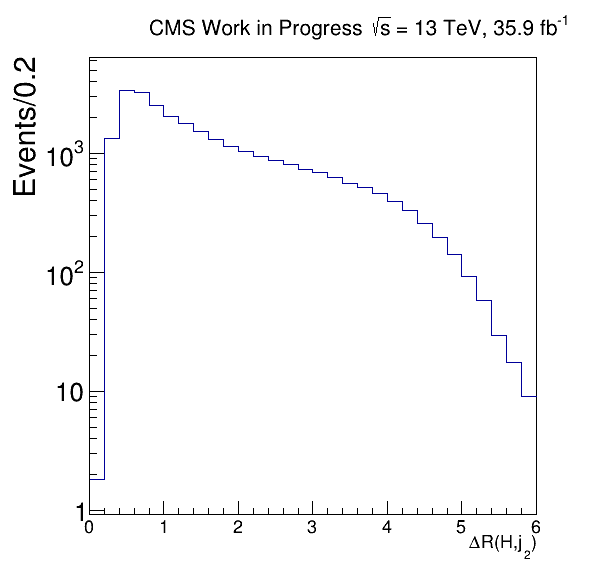 CMS Work in Progress √s = 13 TeV, 35.9 fb⁻¹
Events/0.2
10³
10²
10
1
0 1 2 3 4 5 6
ΔR(H,j₂)